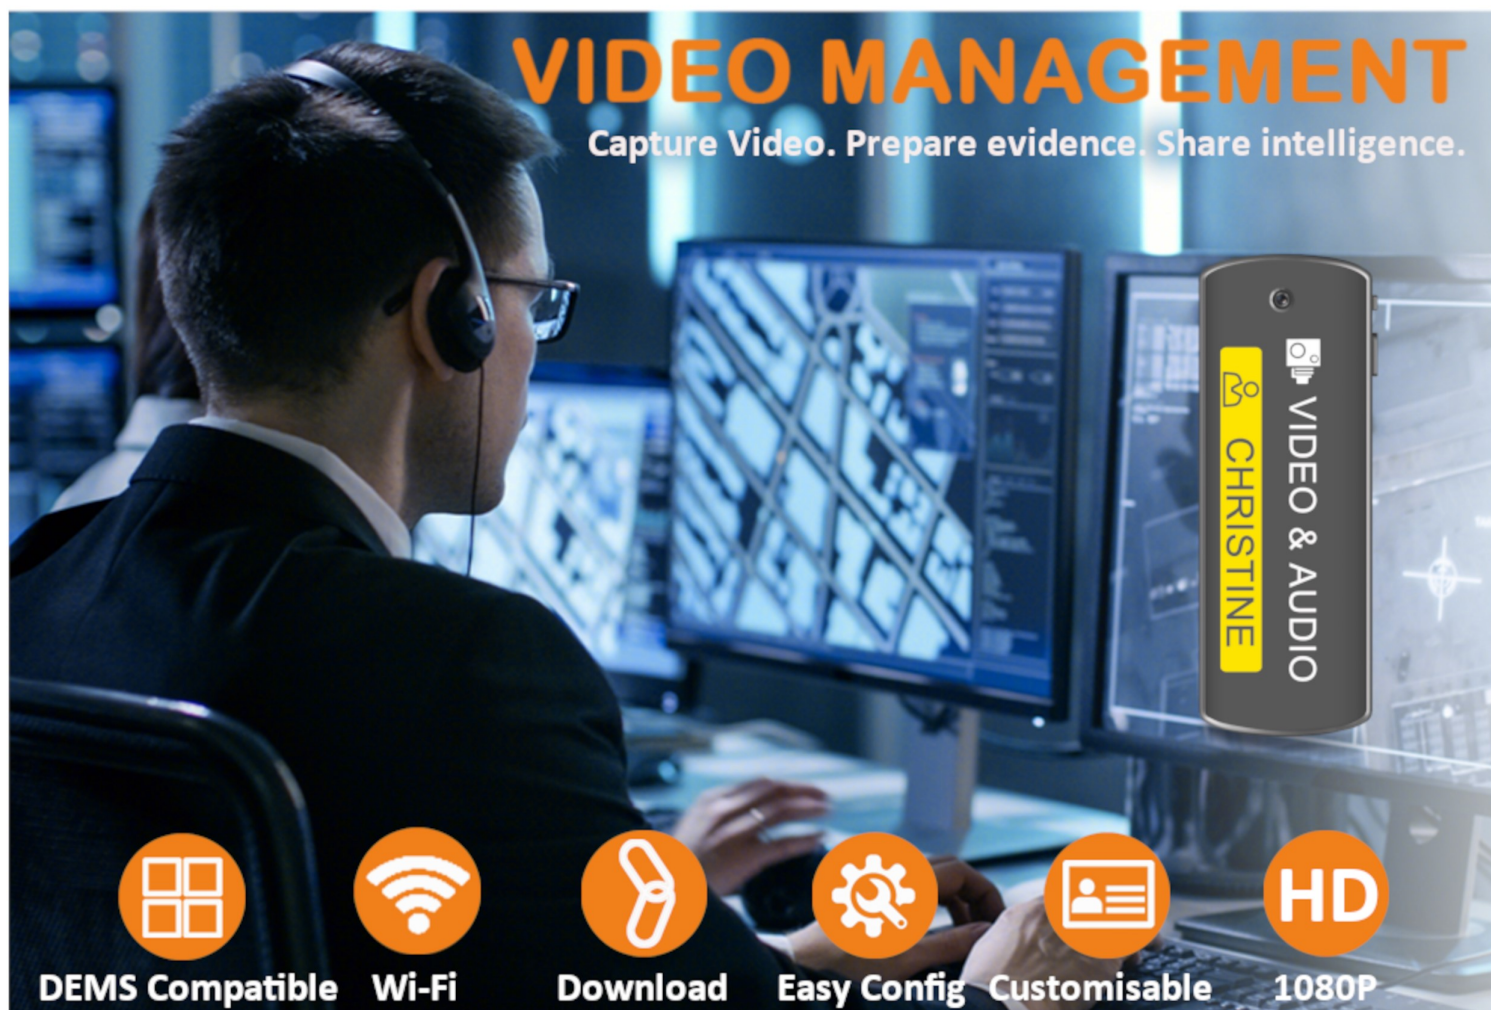 VIDEO MANAGEMENT
Capture Video. Prepare evidence. Share intelligence.
VIDEO & AUDIO
CHRISTINE
HD
DEMS Compatible
Wi-Fi
Download
Easy Config
Customisable
1080P